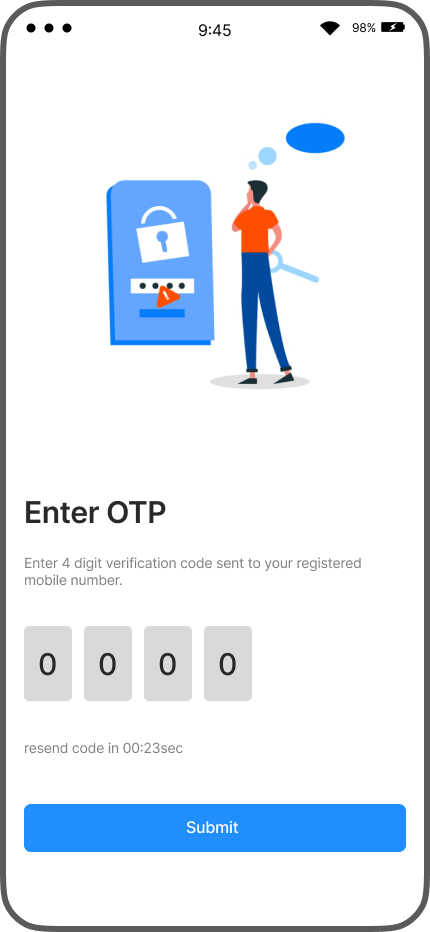 9:45
98%
Enter OTP
Enter 4 digit verification code sent to your registered
mobile number.
0 0 0 0
resend code in 00:23sec
Submit